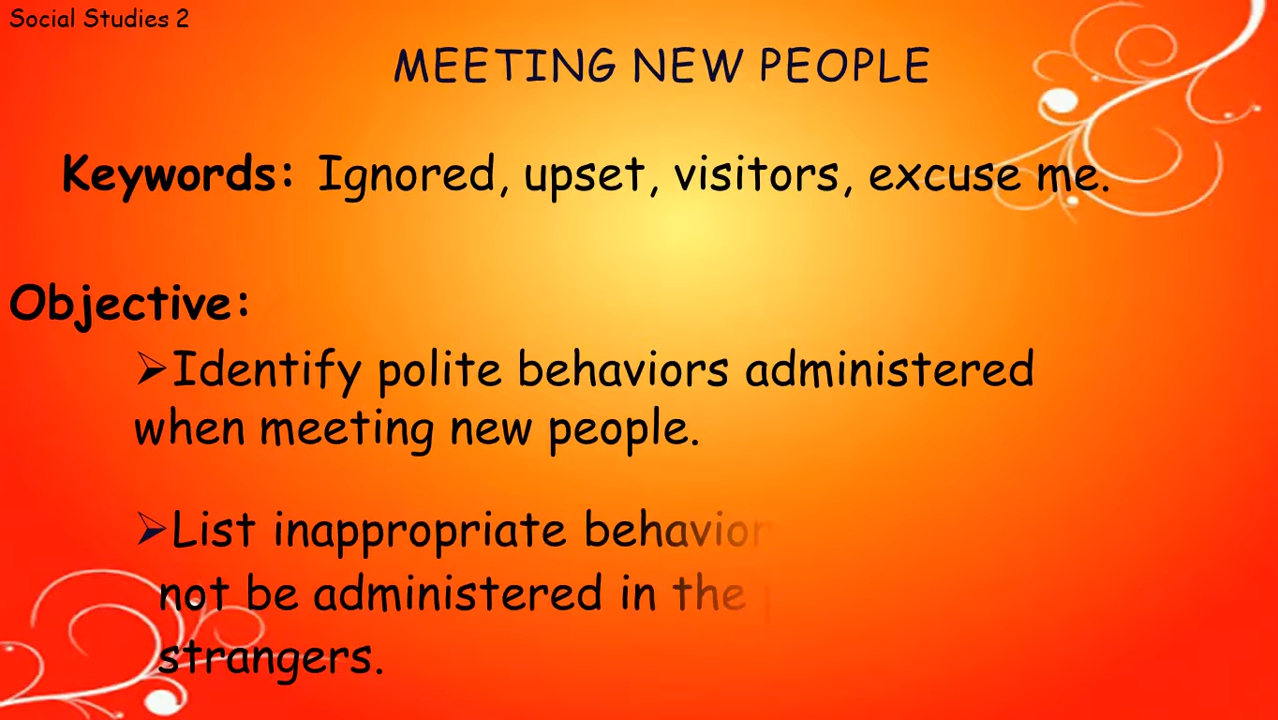 Social Studies 2
MEETING NEW PEOPLE
Keywords: Ignored, upset, visitors, excuse me.
Objective:
➢Identify polite behaviors administered
when meeting new people.
➢List inappropriate behavior
not be administered in the
strangers.